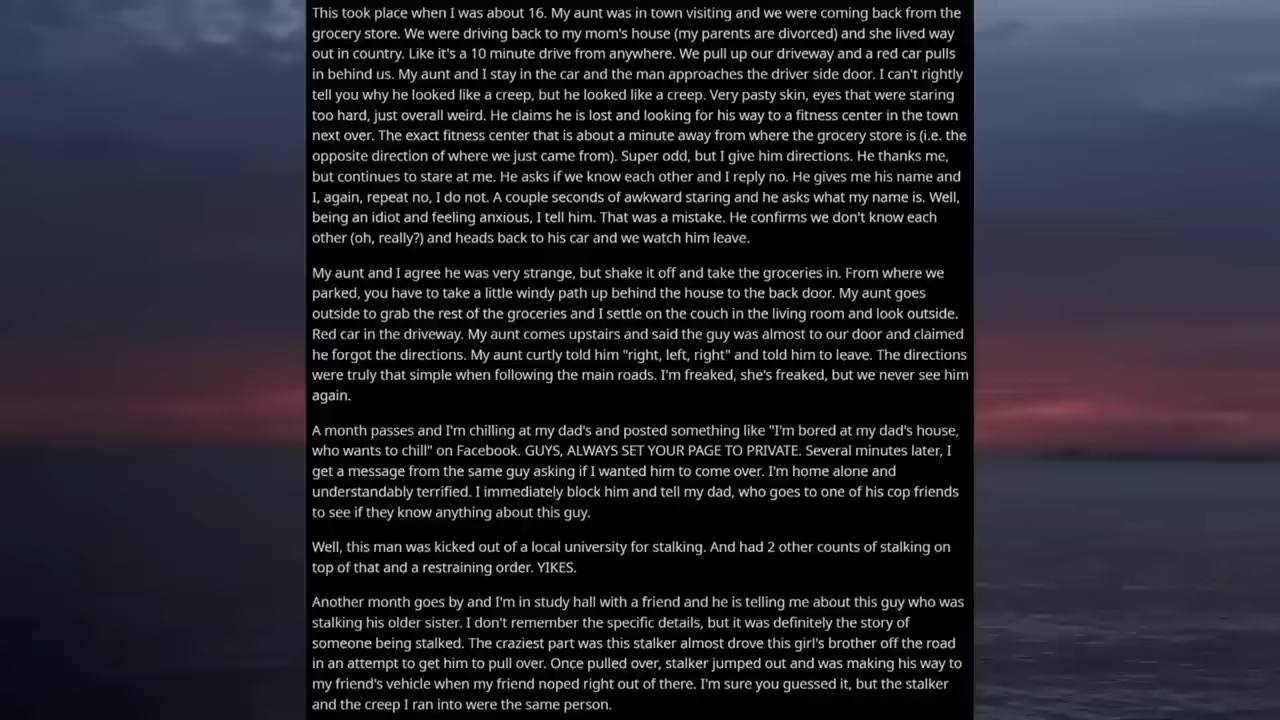 This took place when I was about 16. My aunt was in town visiting and we were coming back from the
grocery store. We were driving back to my mom's house (my parents are divorced) and she lived way
out in country. Like it's a 10 minute drive from anywhere. We pull up our driveway and a red car pulls
in behind us. My aunt and I stay in the car and the man approaches the driver side door. I can't rightly
tell you why he looked like a creep, but he looked like a creep. Very pasty skin, eyes that were staring
too hard, just overall weird. He claims he is lost and looking for his way to a fitness center in the town
next over. The exact fitness center that is about a minute away from where the grocery store is (i.e. the
opposite direction of where we just came from). Super odd, but I give him directions. He thanks me,
but continues to stare at me. He asks if we know each other and I reply no. He gives me his name and
I, again, repeat no, I do not. A couple seconds of awkward staring and he asks what my name is. Well,
being an idiot and feeling anxious, I tell him. That was a mistake. He confirms we don't know each
other (oh, really?) and heads back to his car and we watch him leave.
My aunt and I agree he was very strange, but shake it off and take the groceries in. From where we
parked, you have to take a little windy path up behind the house to the back door. My aunt goes
outside to grab the rest of the groceries and I settle on the couch in the living room and look outside.
Red car in the driveway. My aunt comes upstairs and said the guy was almost to our door and claimed
he forgot the directions. My aunt curtly told him "right, left, right" and told him to leave. The directions
were truly that simple when following the main roads. I'm freaked, she's freaked, but we never see him
again.
A month passes and I'm chilling at my dad's and posted something like "I'm bored at my dad's house,
who wants to chill" on Facebook. GUYS, ALWAYS SET YOUR PAGE TO PRIVATE. Several minutes later, I
get a message from the same guy asking if I wanted him to come over. I'm home alone and
understandably terrified. I immediately block him and tell my dad, who goes to one of his cop friends
to see if they know anything about this guy.
Well, this man was kicked out of a local university for stalking. And had 2 other counts of stalking on
top of that and a restraining order. YIKES.
Another month goes by and I'm in study hall with a friend and he is telling me about this guy who was
stalking his older sister. I don't remember the specific details, but it was definitely the story of
someone being stalked. The craziest part was this stalker almost drove this girl's brother off the road
in an attempt to get him to pull over. Once pulled over, stalker jumped out and was making his way to
my friend's vehicle when my friend noped right out of there. I'm sure you guessed it, but the stalker
and the creep I ran into were the same person.